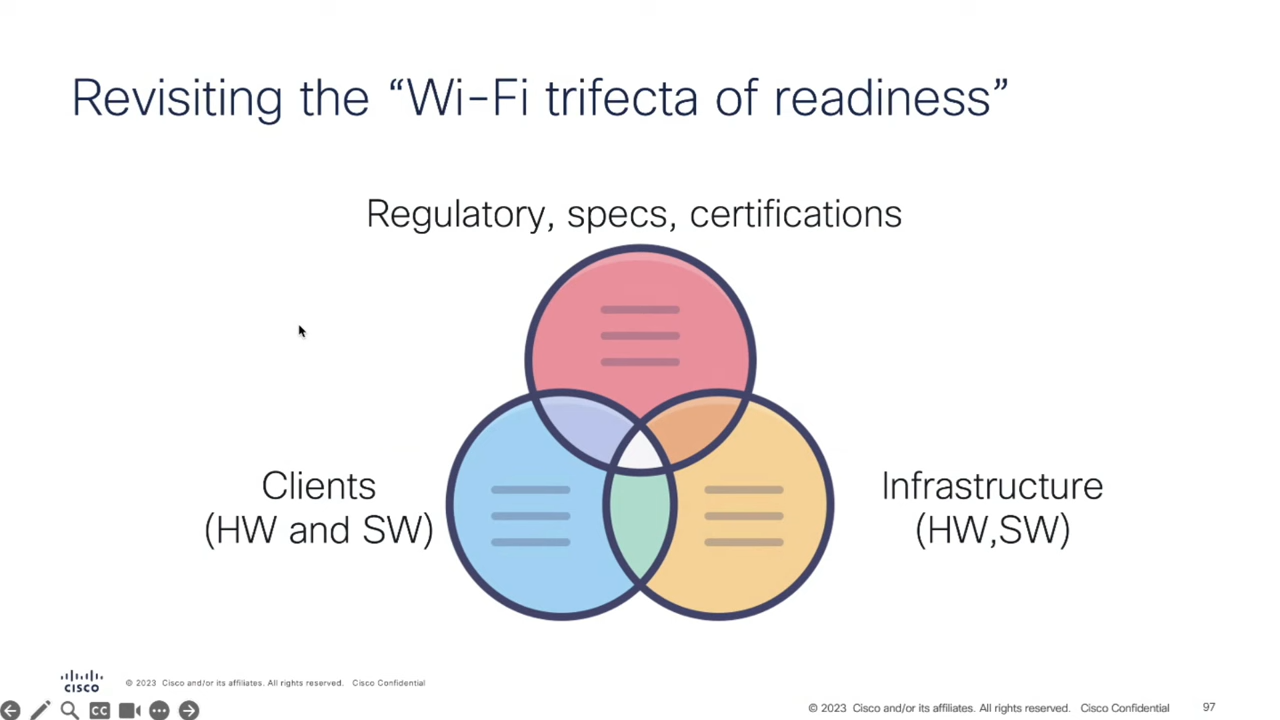 Revisiting the “Wi-Fi trifecta of readiness”
Regulatory, specs, certifications
Clients
(HW and SW)
Infrastructure
(HW,SW)
CISCO
© 2023 Cisco and/or its affiliates. All rights reserved. Cisco Confidential
CC
© 2023 Cisco and/or its affiliates. All rights reserved. Cisco Confidential
97